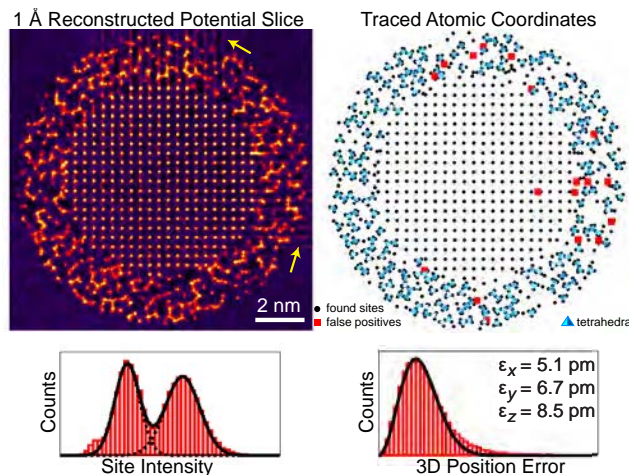 1 Å Reconstructed Potential Slice
Traced Atomic Coordinates
2 nm
found sites
false positives
tetrahedra
Counts
Site Intensity
Counts
εx = 5.1 pm
εy = 6.7 pm
εz = 8.5 pm
3D Position Error